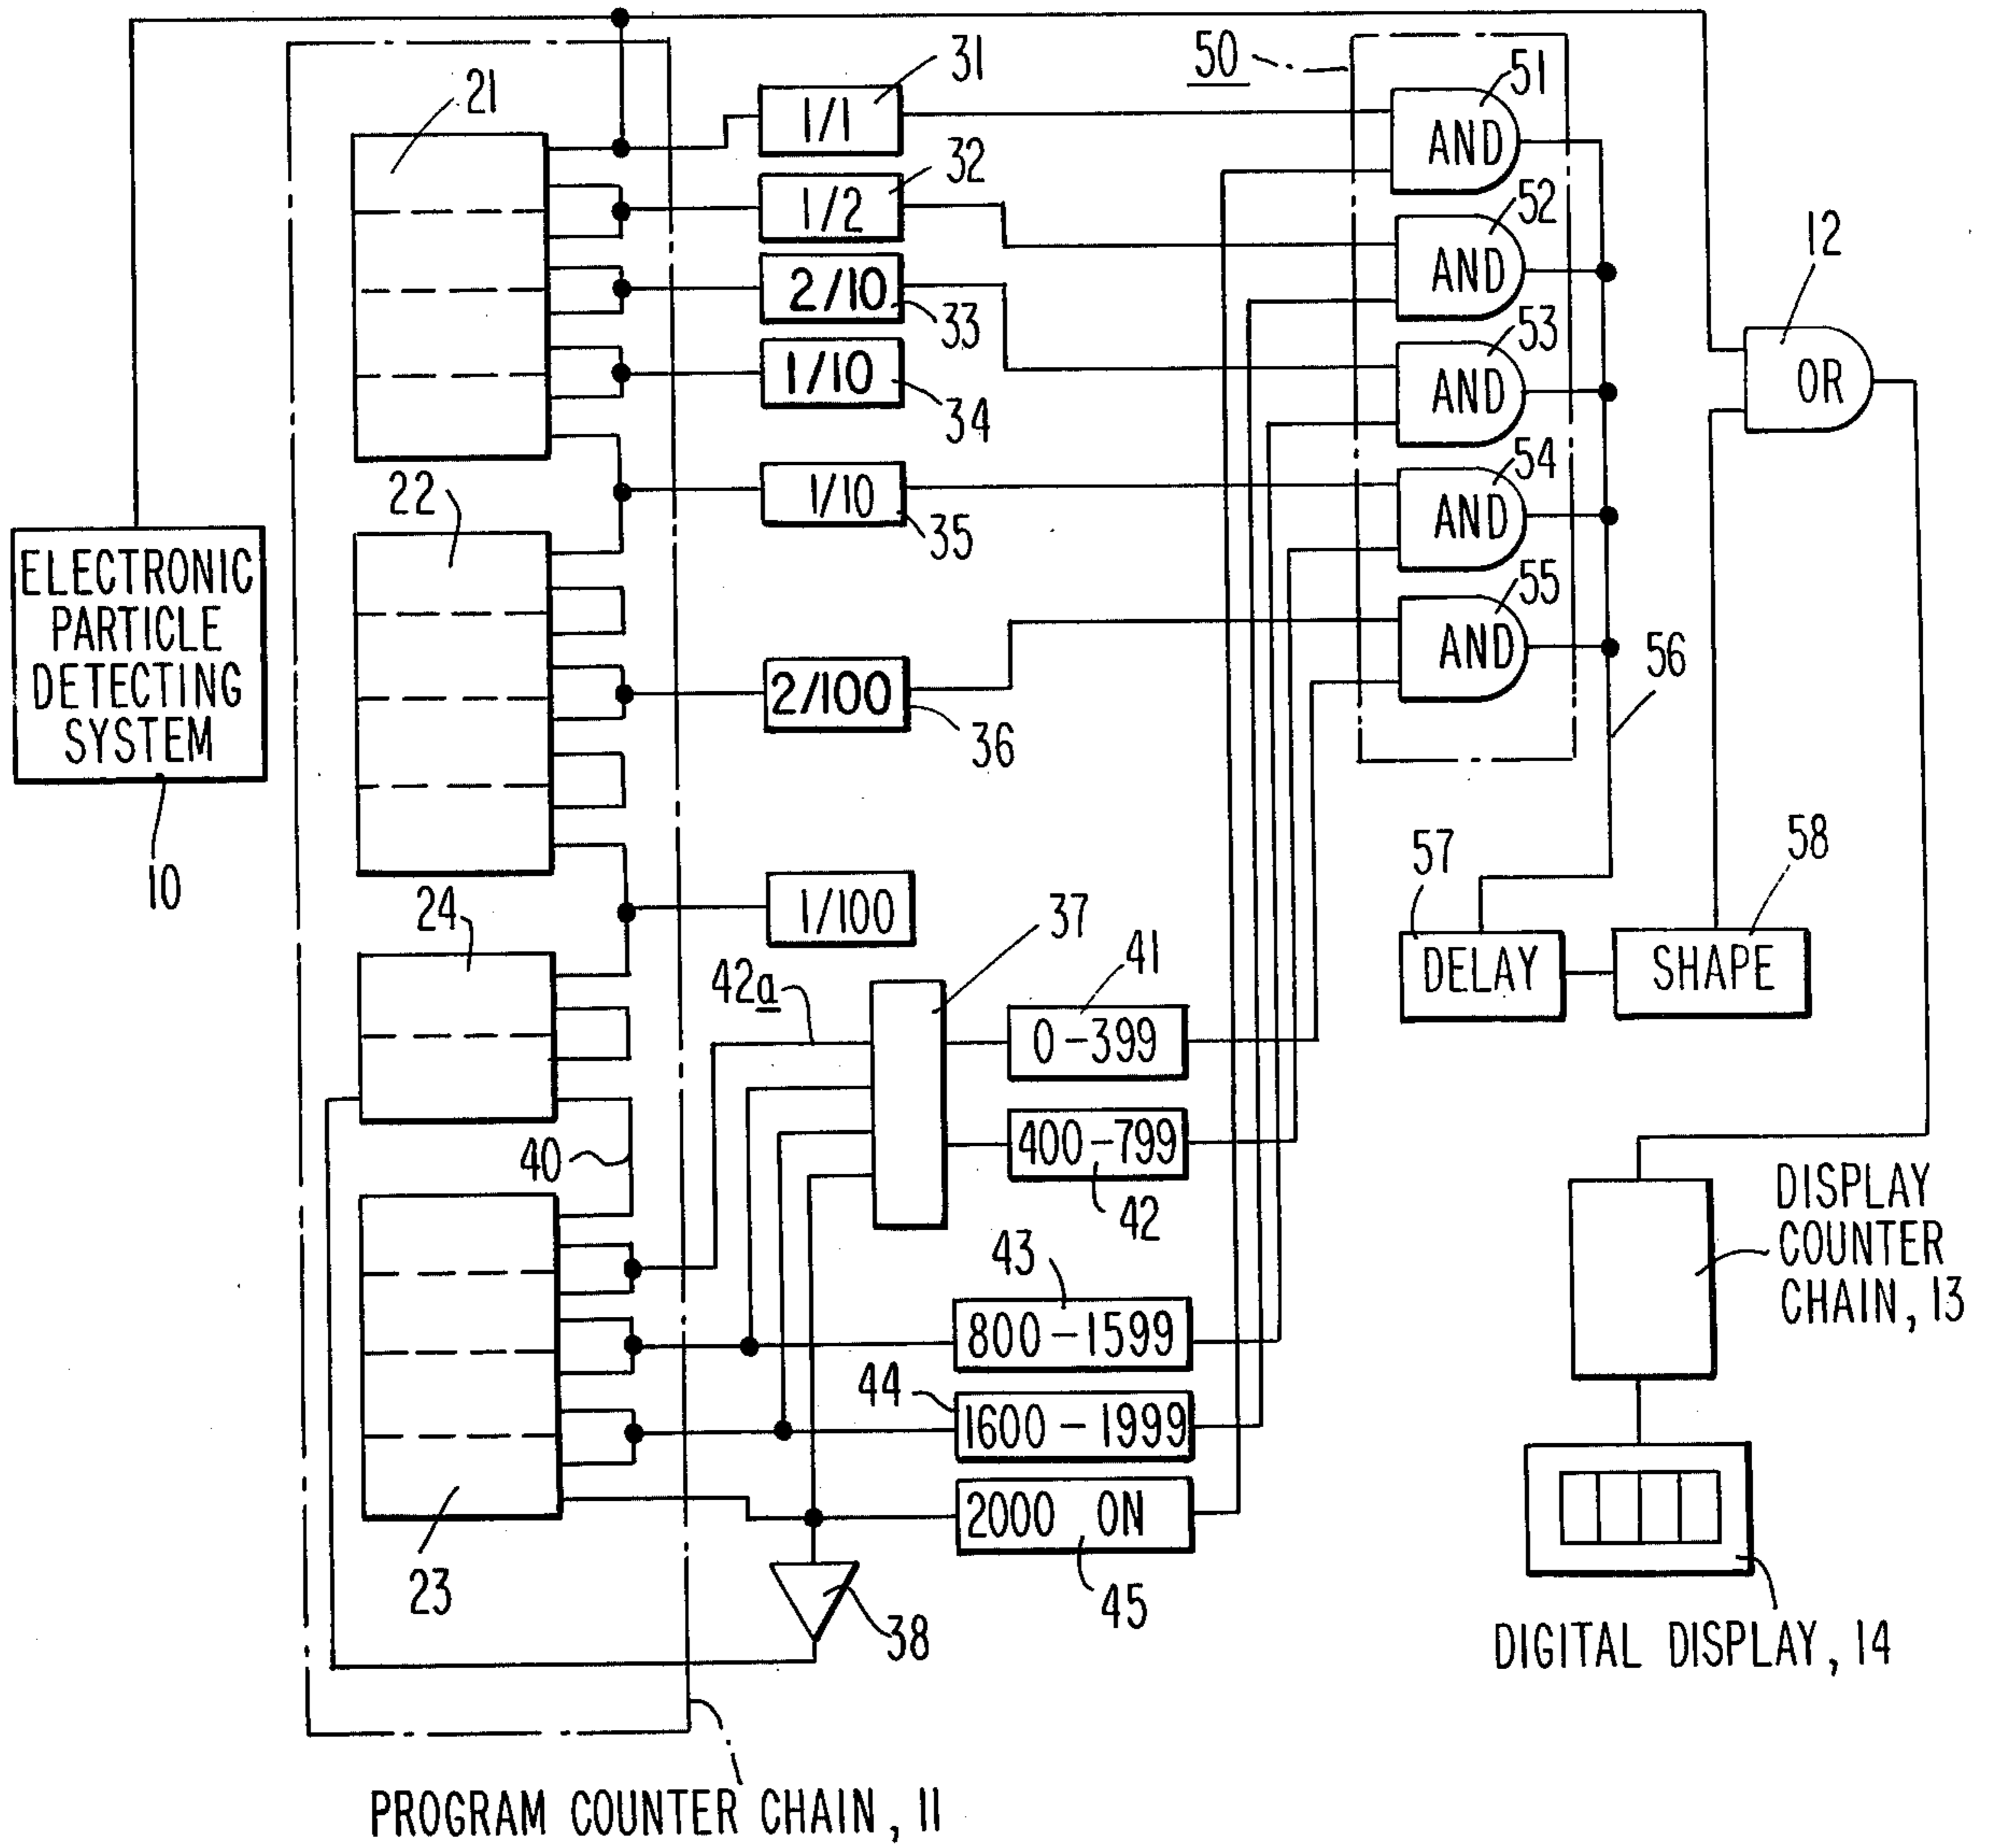 50
31
51
21
1/1
AND
32
52
1/2
12
AND
2/10
33
53
OR
1/10
AND
34
54
22
1/10
AND
35
55
ELECTRONIC
PARTICLE
DETECTING
SYSTEM
AND
56
2/100
36
10
57
58
24
1/100
37
41
DELAY
SHAPE
42a
0-399
40
400-799
42
DISPLAY
COUNTER
CHAIN, 13
43
800-1599
44
1600-1999
2000 ON
23
45
38
DIGITAL DISPLAY, 14
PROGRAM COUNTER CHAIN, 11